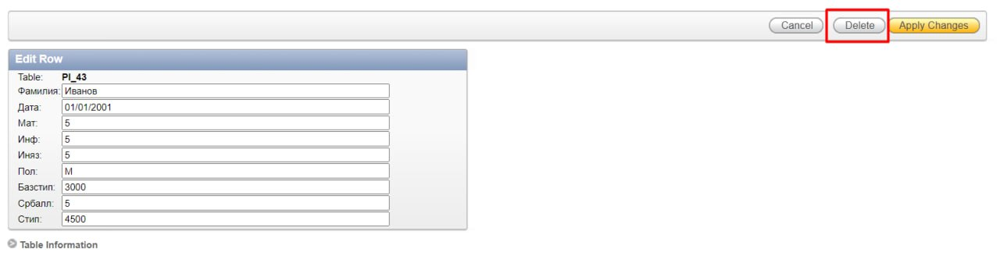 Cancel Delete Apply Changes
Edit Row
Table: PI_43
Фамилия: Иванов
Дата: 01/01/2001
Мат: 5
Инф: 5
Иняз: 5
Пол: М
Базстип: 3000
Србалл: 5
Стип: 4500
Table Information